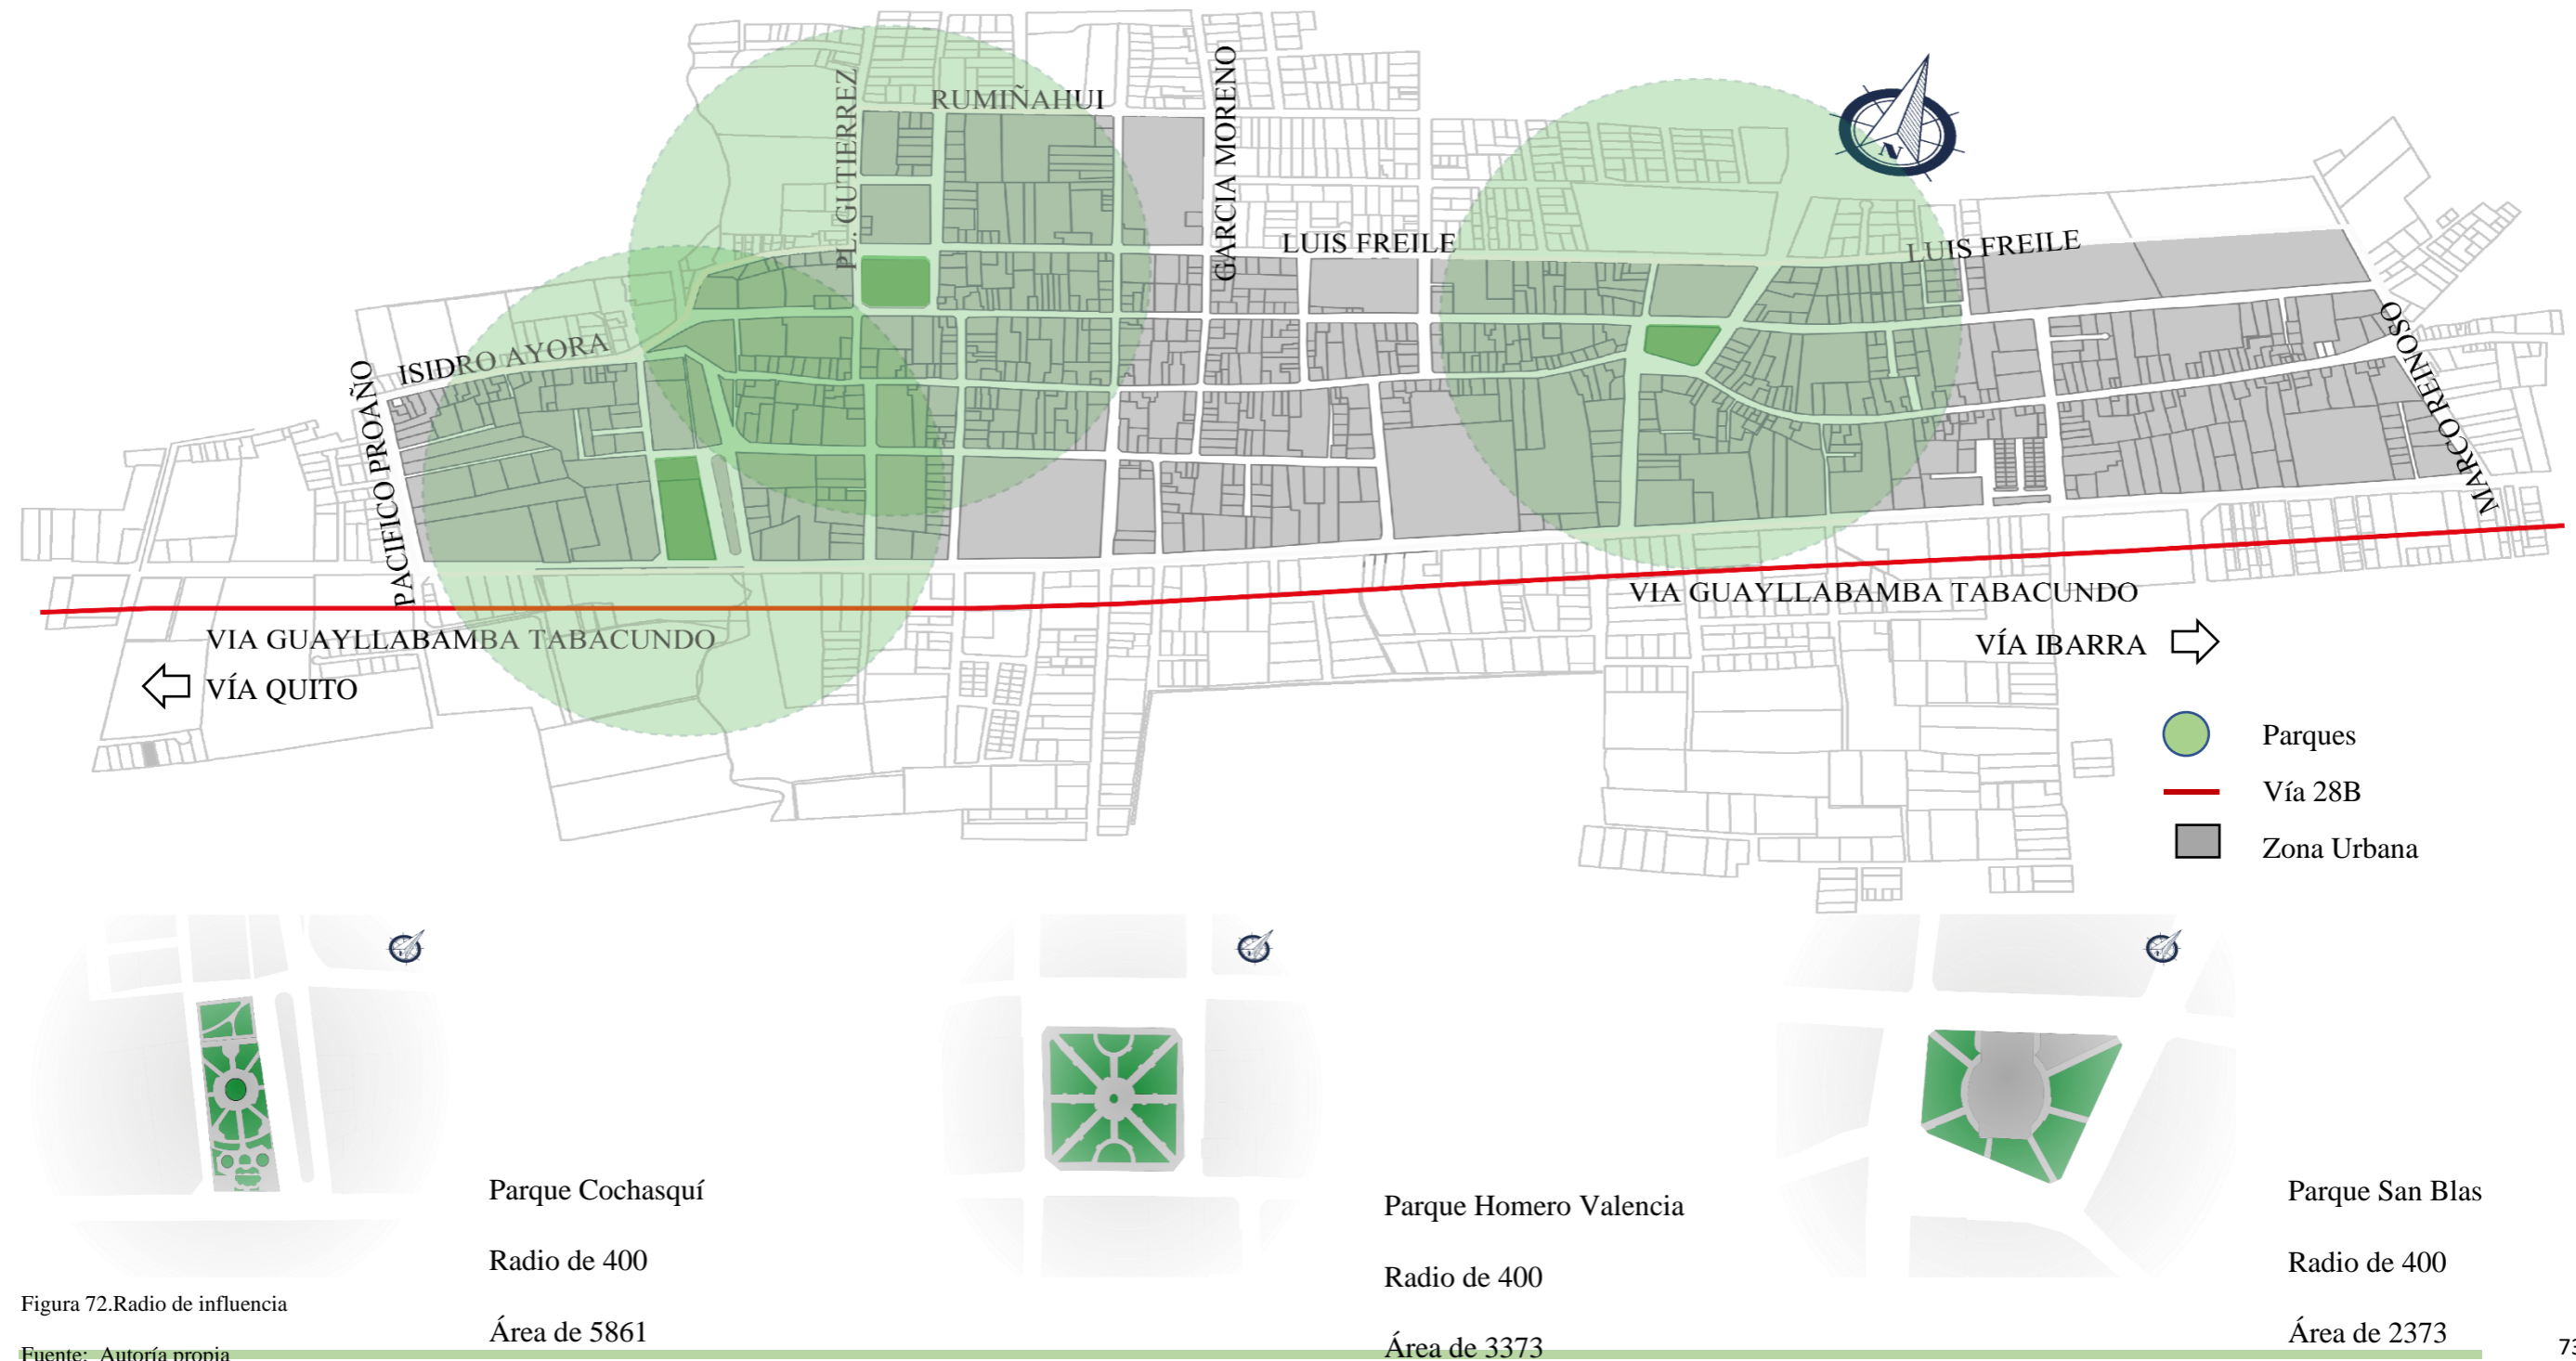 RUMIÑAHUI
PL. GUTIERREZ
GARCIA MORENO
N
LUIS FREILE
LUIS FREILE
ISIDRO AYORA
PACIFICO PROAÑO
MARCO REINOSO
VIA GUAYLLABAMBA TABACUNDO
VIA GUAYLLABAMBA TABACUNDO
VÍA IBARRA
VÍA QUITO
Parques
Vía 28B
Zona Urbana
Parque Cochasquí
Radio de 400
Área de 5861
Parque Homero Valencia
Radio de 400
Área de 3373
Parque San Blas
Radio de 400
Área de 2373
Figura 72.Radio de influencia
Fuente: Autoría propia
73